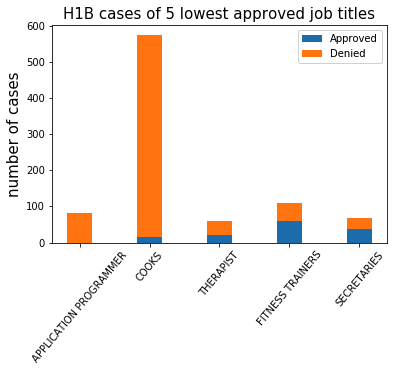 H1B cases of 5 lowest approved job titles
Approved
Denied
number of cases
600
500
400
300
200
100
0
APPLICATION PROGRAMMER
COOKS
THERAPIST
FITNESS TRAINERS
SECRETARIES